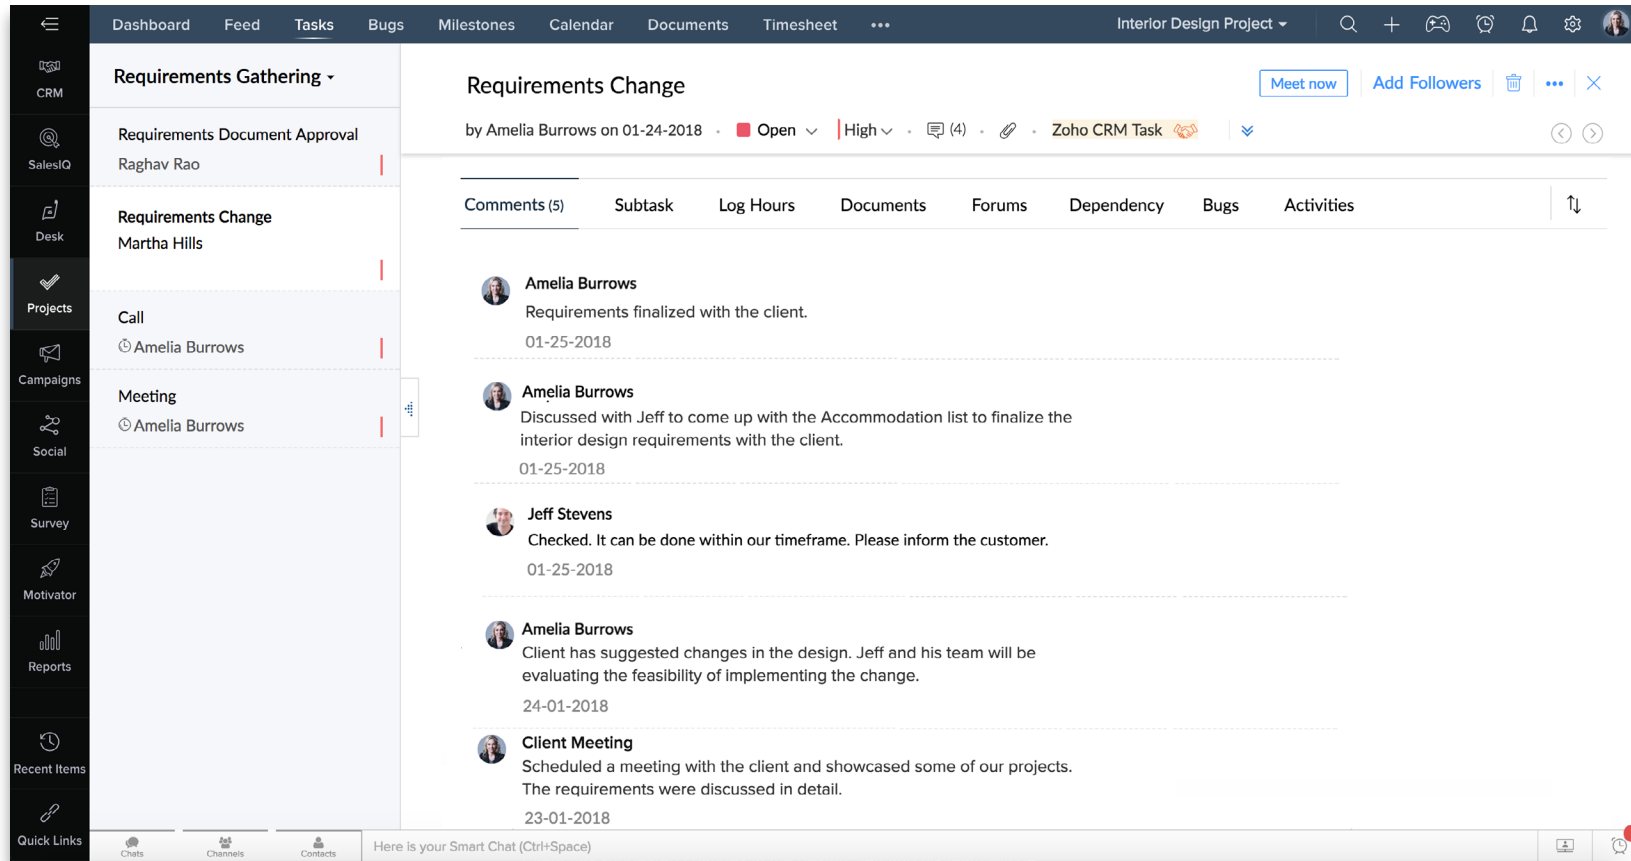 Dashboard Feed Tasks Bugs Milestones Calendar Documents Timesheet
Interior Design Project
CRM
SalesIQ
Desk
Projects
Campaigns
Social
Survey
Motivator
Reports
Recent Items
Quick Links
Requirements Gathering
Requirements Document Approval
Raghav Rao
Requirements Change
Martha Hills
Call
Amelia Burrows
Meeting
Amelia Burrows
Requirements Change
Meet now Add Followers
by Amelia Burrows on 01-24-2018 Open High (4) Zoho CRM Task
Comments (5) Subtask Log Hours Documents Forums Dependency Bugs Activities
Amelia Burrows
Requirements finalized with the client.
01-25-2018
Amelia Burrows
Discussed with Jeff to come up with the Accommodation list to finalize the
interior design requirements with the client.
01-25-2018
Jeff Stevens
Checked. It can be done within our timeframe. Please inform the customer.
01-25-2018
Amelia Burrows
Client has suggested changes in the design. Jeff and his team will be
evaluating the feasibility of implementing the change.
24-01-2018
Client Meeting
Scheduled a meeting with the client and showcased some of our projects.
The requirements were discussed in detail.
23-01-2018
Chats Channels Contacts Here is your Smart Chat (Ctrl+Space)